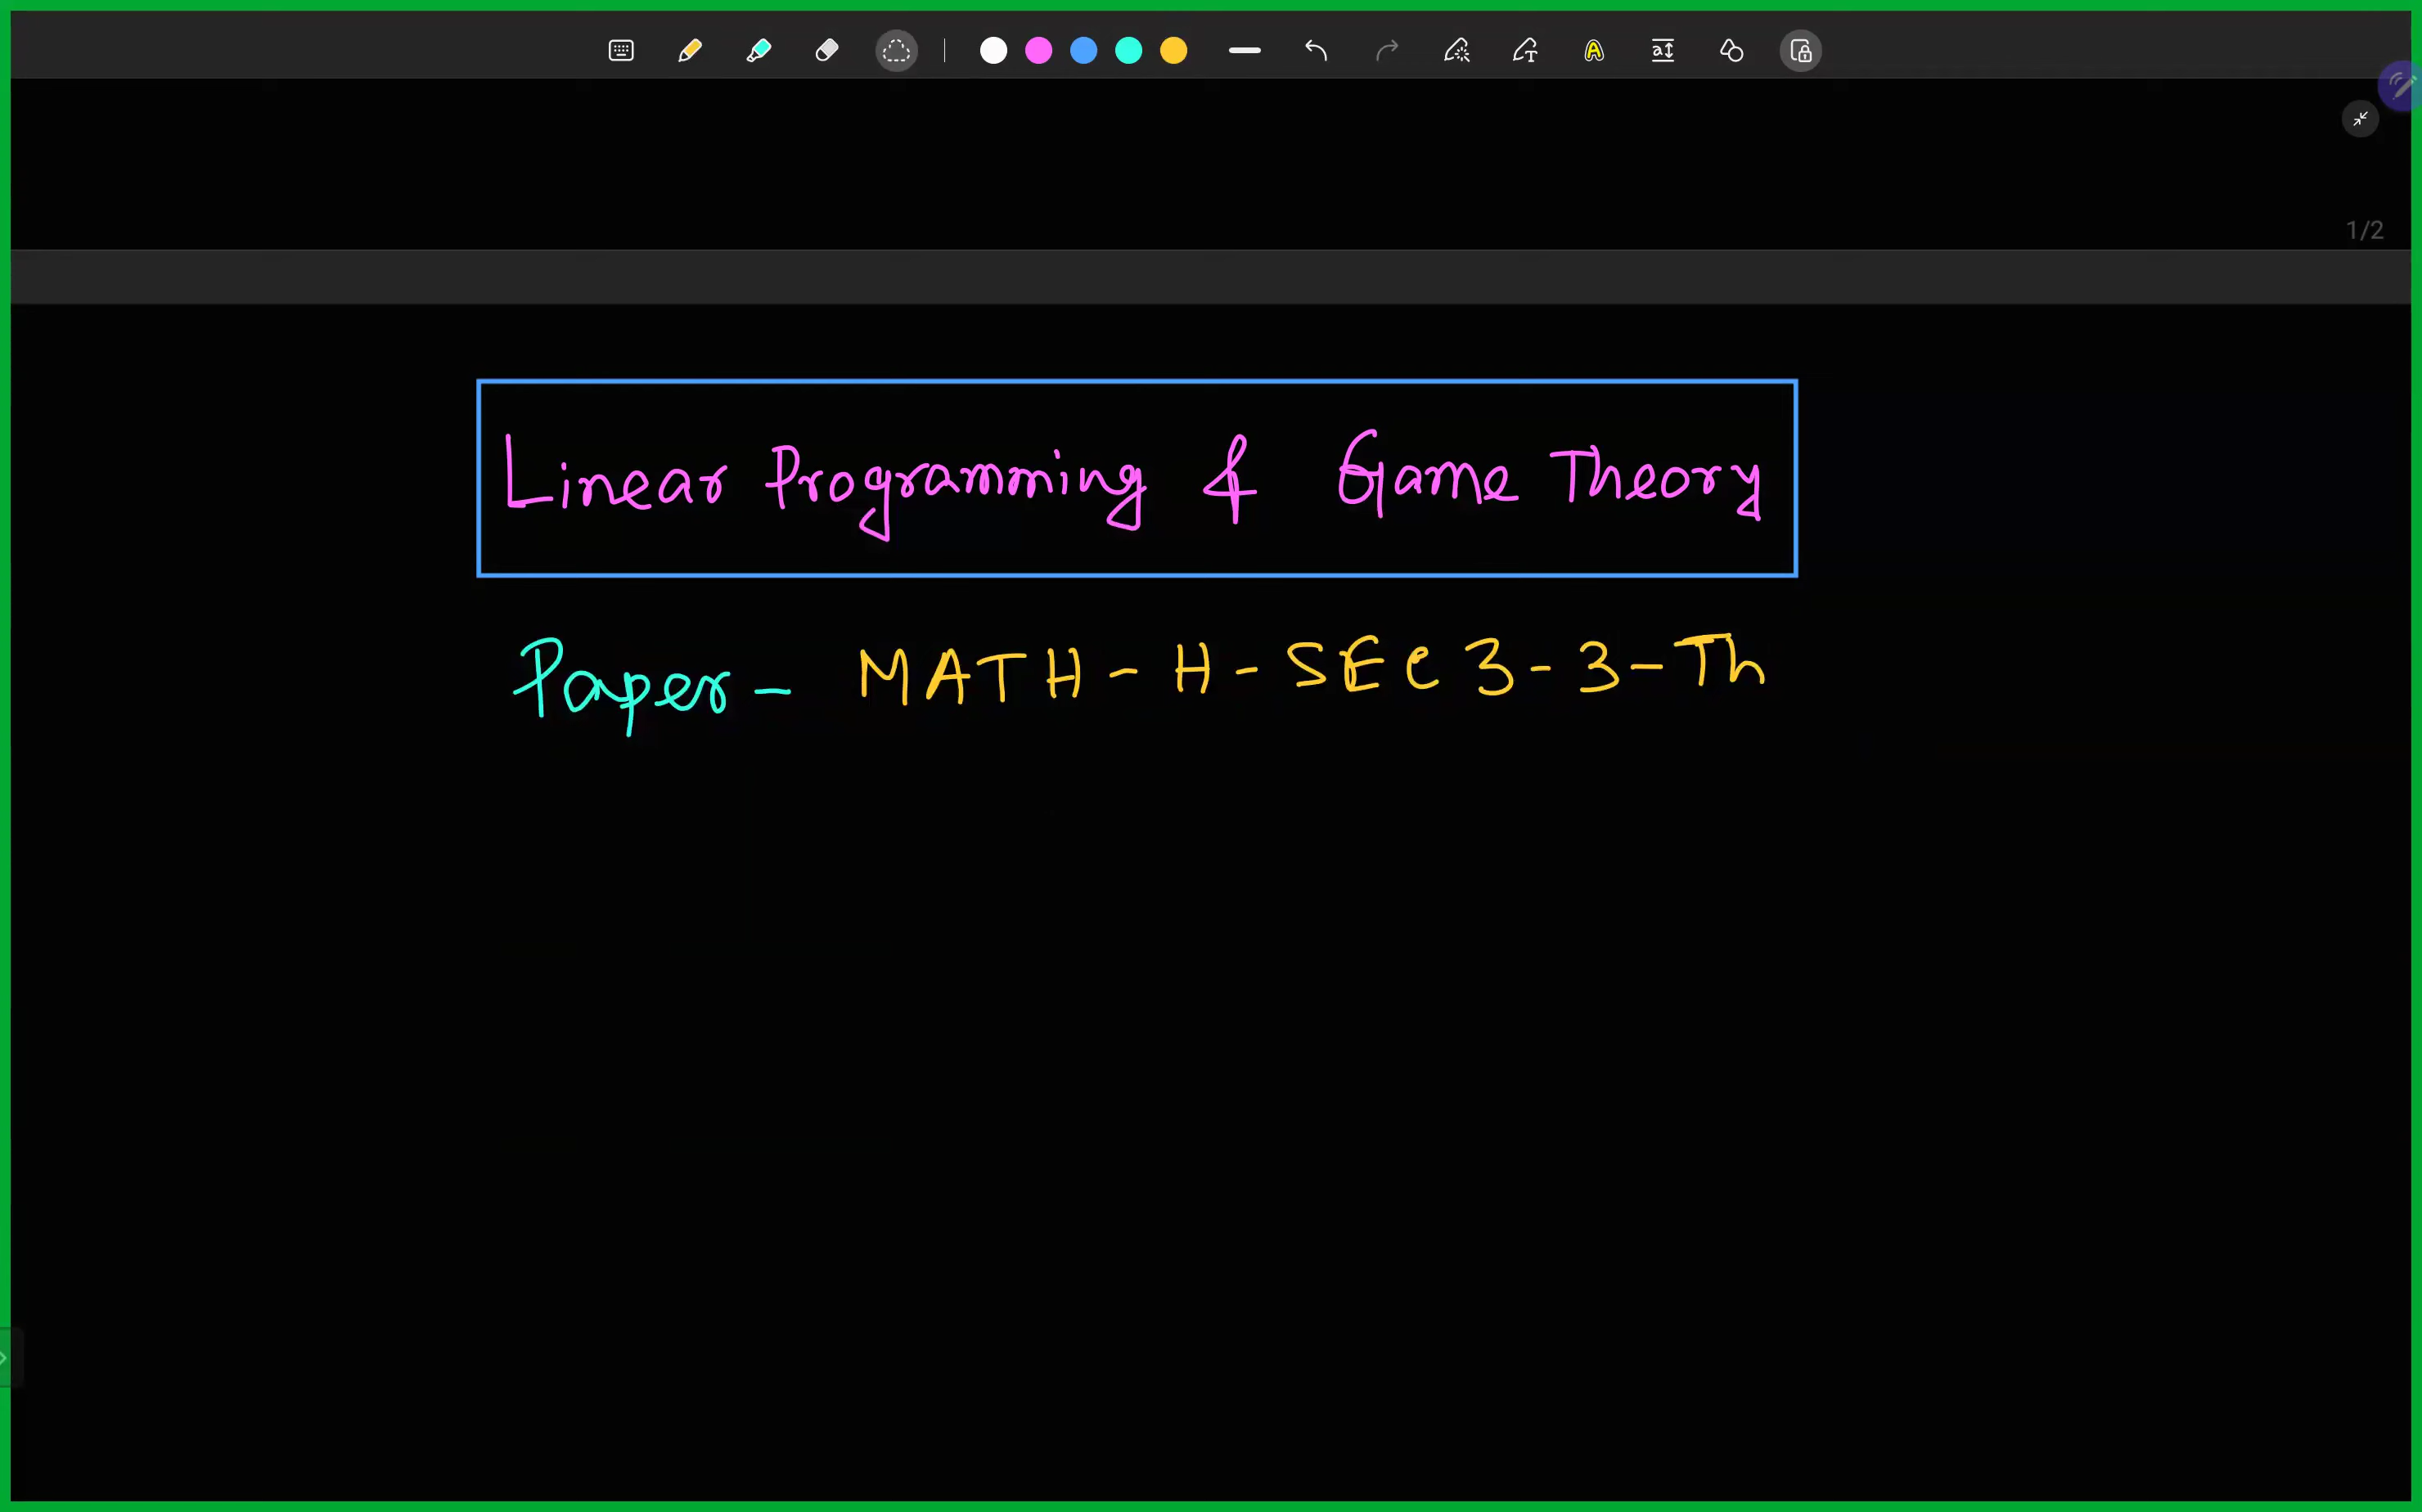 1/2
Linear Programming & Game Theory
Paper - MATH - H - SEC 3 - 3 - Th